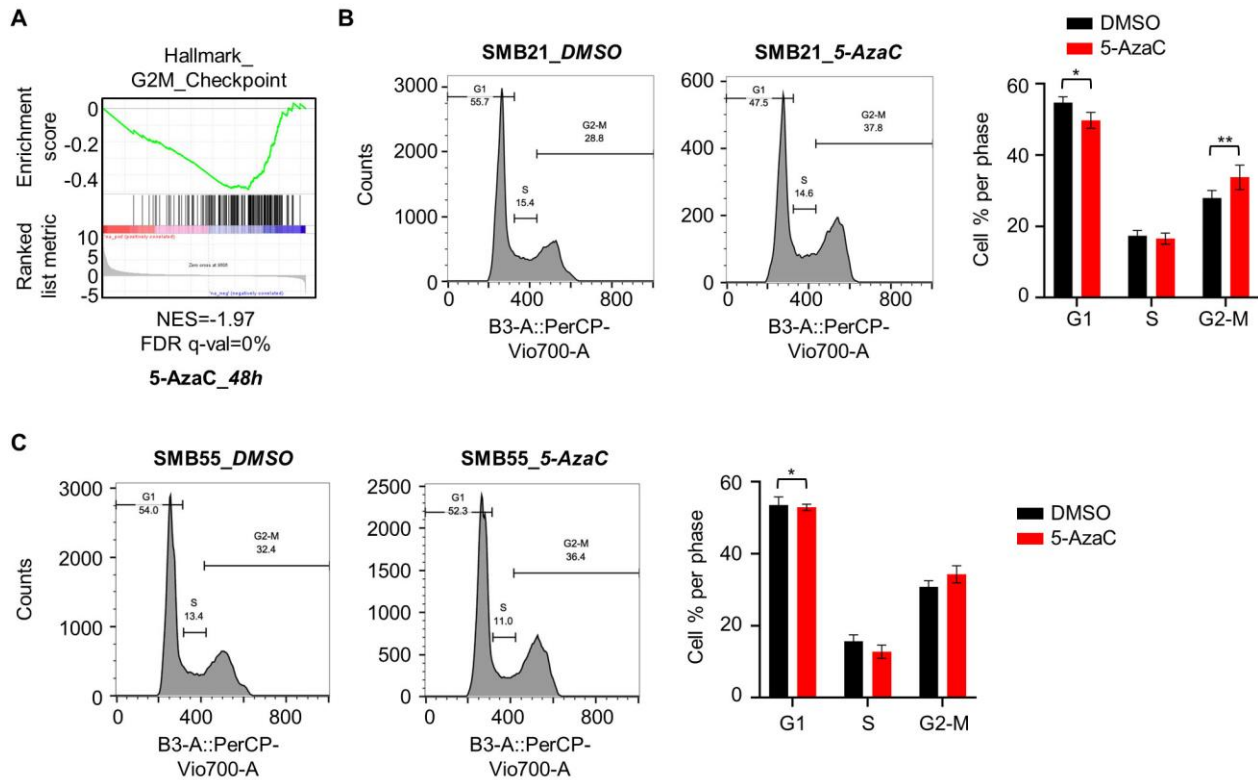 A
Hallmark_
G2M_Checkpoint
Enrichment
score
0
-0.2
-0.4
Ranked
list metric
10
5
0
-5
Zero cross at
NES=-1.97
FDR q-val=0%
5-AzaC_48h
B
SMB21_DMSO
Counts
3000
2000
1000
0
G1
55.7
G2-M
28.8
S
15.4
0 400 800
B3-A::PerCP-
Vio700-A
SMB21_5-AzaC
600
400
200
0
G1
47.5
G2-M
37.8
S
14.6
0 400 800
B3-A::PerCP-
Vio700-A
DMSO
5-AzaC
Cell % per phase
60
40
20
0
*
**
G1 S G2-M
C
SMB55_DMSO
Counts
3000
2000
1000
0
G1
54.0
G2-M
32.4
S
13.4
0 400 800
B3-A::PerCP-
Vio700-A
SMB55_5-AzaC
2500
2000
1500
1000
500
0
G1
52.3
G2-M
36.4
S
11.0
0 400 800
B3-A::PerCP-
Vio700-A
Cell % per phase
60
40
20
0
*
G1 S G2-M
DMSO
5-AzaC